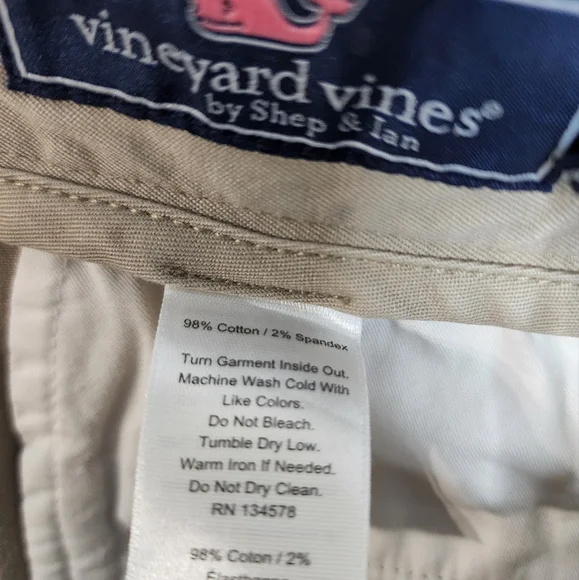 vineyard vines®
by Shep & Ian
98% Cotton / 2% Spandex
Turn Garment Inside Out.
Machine Wash Cold With
Like Colors.
Do Not Bleach.
Tumble Dry Low.
Warm Iron If Needed.
Do Not Dry Clean.
RN 134578
98% Coton / 2%